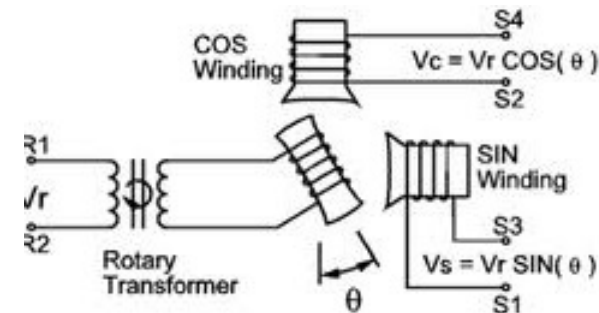 S4
COS
Winding
Vc = Vr COS( θ )
S2
R1
SIN
Winding
Vr
R2
S3
Rotary
Transformer
Vs = Vr SIN( θ )
θ
S1